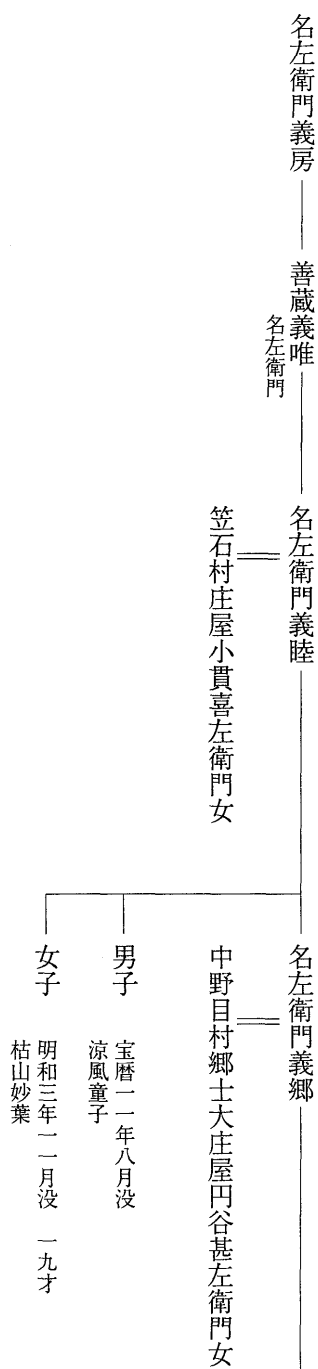 名左衛門義房
善蔵義唯
名左衛門
名左衛門義睦
笠石村庄屋小貫喜左衛門女
名左衛門義郷
中野目村郷士大庄屋円谷甚左衛門女
男子
宝暦一一年八月没
涼風童子
女子
明和三年一一月没　一九才
枯山妙葉